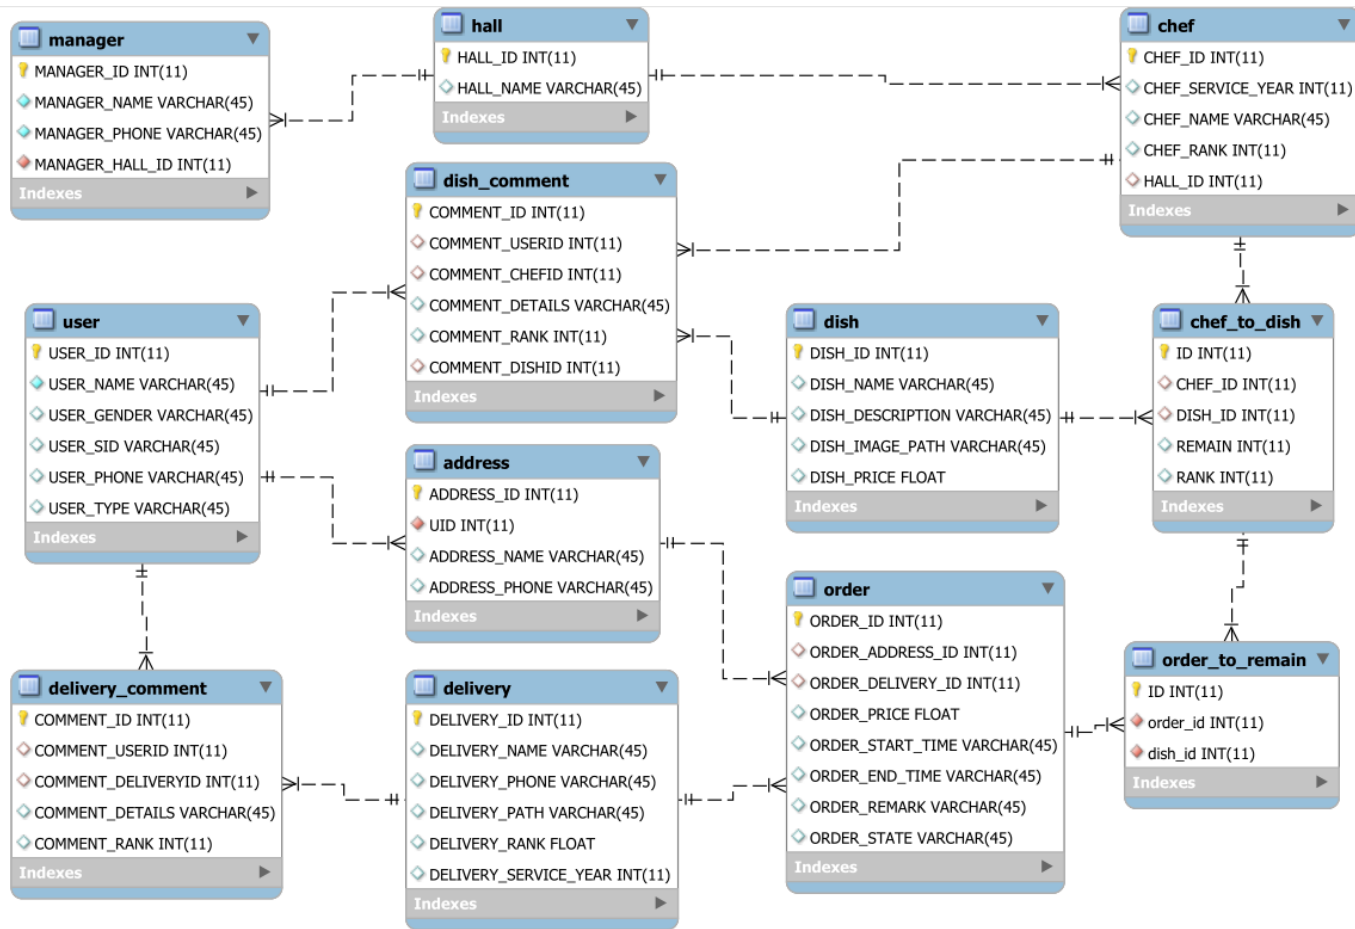 manager
MANAGER_ID INT(11)
MANAGER_NAME VARCHAR(45)
MANAGER_PHONE VARCHAR(45)
MANAGER_HALL_ID INT(11)
Indexes
hall
HALL_ID INT(11)
HALL_NAME VARCHAR(45)
Indexes
chef
CHEF_ID INT(11)
CHEF_SERVICE_YEAR INT(11)
CHEF_NAME VARCHAR(45)
CHEF_RANK INT(11)
HALL_ID INT(11)
Indexes
dish_comment
COMMENT_ID INT(11)
COMMENT_USERID INT(11)
COMMENT_CHEFID INT(11)
COMMENT_DETAILS VARCHAR(45)
COMMENT_RANK INT(11)
COMMENT_DISHID INT(11)
Indexes
user
USER_ID INT(11)
USER_NAME VARCHAR(45)
USER_GENDER VARCHAR(45)
USER_SID VARCHAR(45)
USER_PHONE VARCHAR(45)
USER_TYPE VARCHAR(45)
Indexes
dish
DISH_ID INT(11)
DISH_NAME VARCHAR(45)
DISH_DESCRIPTION VARCHAR(45)
DISH_IMAGE_PATH VARCHAR(45)
DISH_PRICE FLOAT
Indexes
chef_to_dish
ID INT(11)
CHEF_ID INT(11)
DISH_ID INT(11)
REMAIN INT(11)
RANK INT(11)
Indexes
address
ADDRESS_ID INT(11)
UID INT(11)
ADDRESS_NAME VARCHAR(45)
ADDRESS_PHONE VARCHAR(45)
Indexes
order
ORDER_ID INT(11)
ORDER_ADDRESS_ID INT(11)
ORDER_DELIVERY_ID INT(11)
ORDER_PRICE FLOAT
ORDER_START_TIME VARCHAR(45)
ORDER_END_TIME VARCHAR(45)
ORDER_REMARK VARCHAR(45)
ORDER_STATE VARCHAR(45)
Indexes
order_to_remain
ID INT(11)
order_id INT(11)
dish_id INT(11)
Indexes
delivery_comment
COMMENT_ID INT(11)
COMMENT_USERID INT(11)
COMMENT_DELIVERYID INT(11)
COMMENT_DETAILS VARCHAR(45)
COMMENT_RANK INT(11)
Indexes
delivery
DELIVERY_ID INT(11)
DELIVERY_NAME VARCHAR(45)
DELIVERY_PHONE VARCHAR(45)
DELIVERY_PATH VARCHAR(45)
DELIVERY_RANK FLOAT
DELIVERY_SERVICE_YEAR INT(11)
Indexes